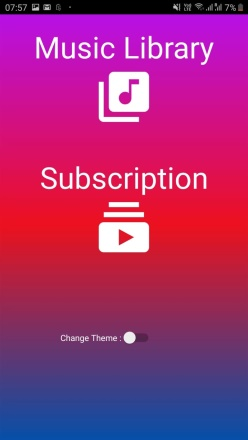 07:57 7%
Music Library
Subscription
Change Theme :